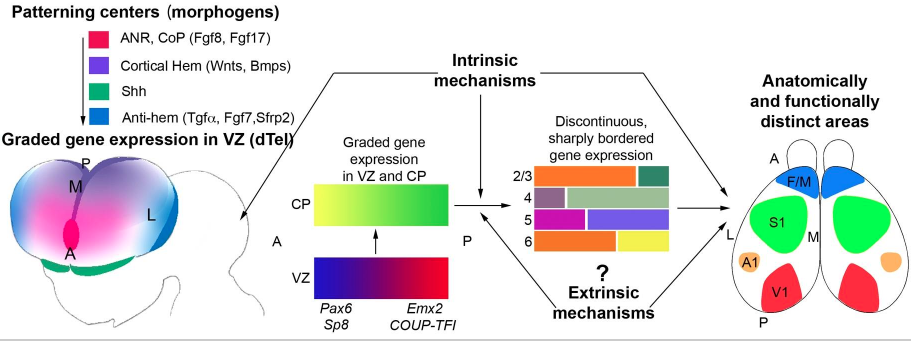 Patterning centers (morphogens)
ANR, CoP (Fgf8, Fgf17)
Cortical Hem (Wnts, Bmps)
Shh
Anti-hem (Tgfα, Fgf7,Sfrp2)
Graded gene expression in VZ (dTel)
P
M
L
A
Intrinsic
mechanisms
Graded gene
expression
in VZ and CP
CP
A
P
VZ
Pax6
Sp8
Emx2
COUP-TFI
Discontinuous,
sharply bordered
gene expression
2/3
4
5
6
?
Extrinsic
mechanisms
Anatomically
and functionally
distinct areas
A
F/M
S1
L
M
A1
V1
P